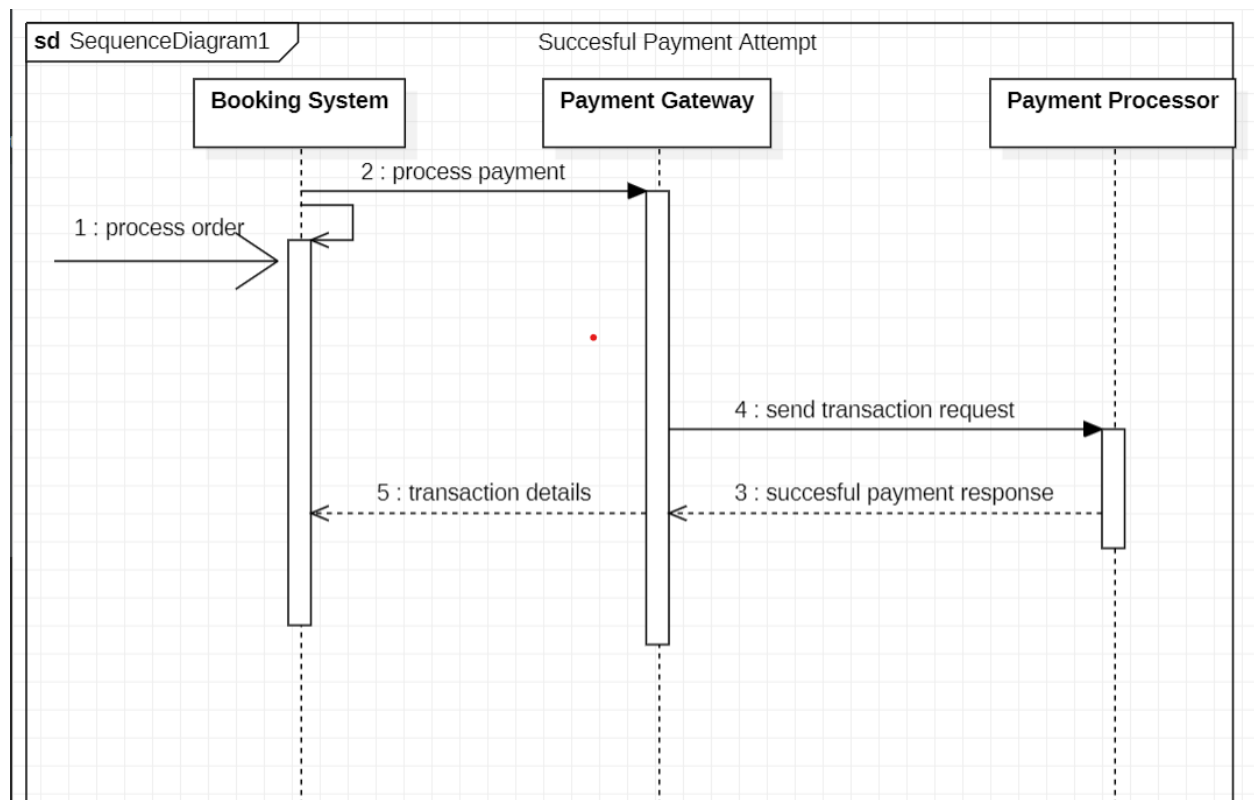 sd SequenceDiagram1
Succesful Payment Attempt
Booking System
Payment Gateway
Payment Processor
2 : process payment
1 : process order
4 : send transaction request
5 : transaction details
3 : succesful payment response